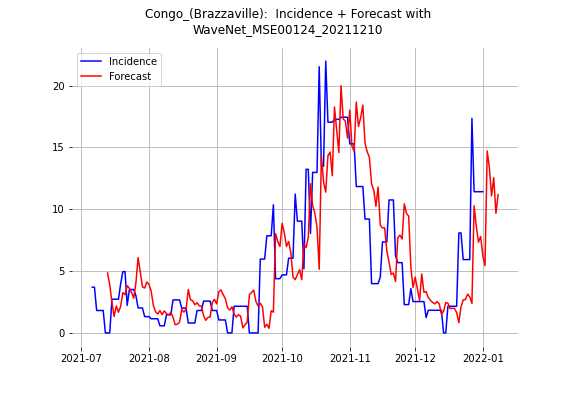 Congo_(Brazzaville):  Incidence + Forecast with
WaveNet_MSE00124_20211210
Incidence
Forecast
20
15
10
5
0
2021-07 2021-08 2021-09 2021-10 2021-11 2021-12 2022-01